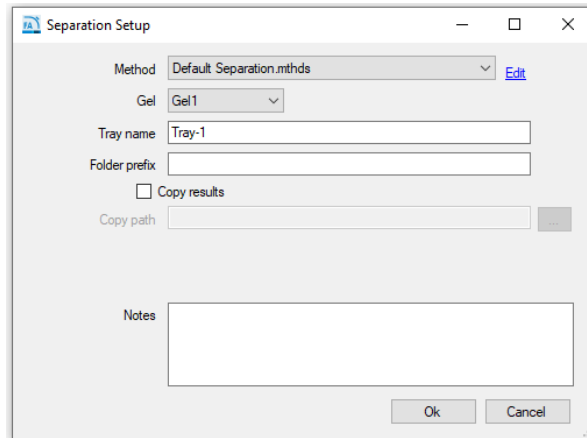 FA Separation Setup
Method Default Separation.mthds Edit
Gel Gel1
Tray name Tray-1
Folder prefix
Copy results
Copy path ...
Notes
Ok Cancel